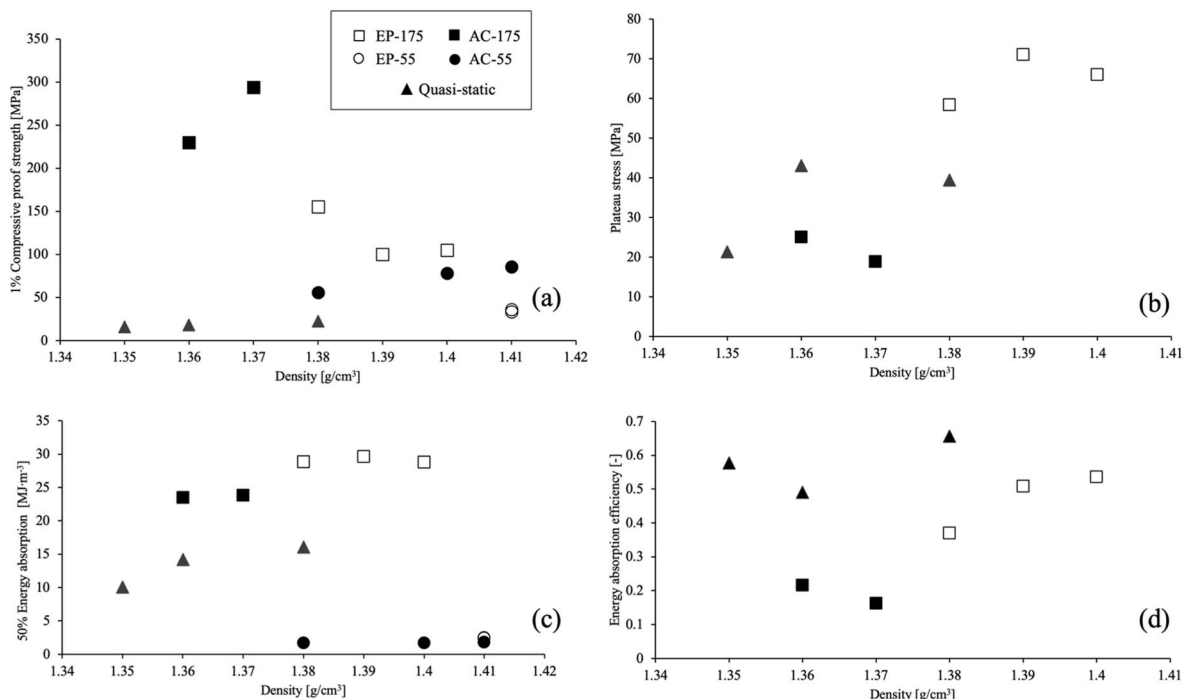 1% Compressive proof strength [MPa]
350
300
250
200
150
100
50
0
1.34 1.35 1.36 1.37 1.38 1.39 1.4 1.41 1.42
Density [g/cm³]
(a)
EP-175 AC-175
EP-55 AC-55
Quasi-static
Plateau stress [MPa]
80
70
60
50
40
30
20
10
0
1.34 1.35 1.36 1.37 1.38 1.39 1.4 1.41
Density [g/cm³]
(b)
50% Energy absorption [MJ·m⁻³]
35
30
25
20
15
10
5
0
1.34 1.35 1.36 1.37 1.38 1.39 1.4 1.41 1.42
Density [g/cm³]
(c)
Energy absorption efficiency [-]
0.7
0.6
0.5
0.4
0.3
0.2
0.1
0
1.34 1.35 1.36 1.37 1.38 1.39 1.4 1.41
Density [g/cm³]
(d)